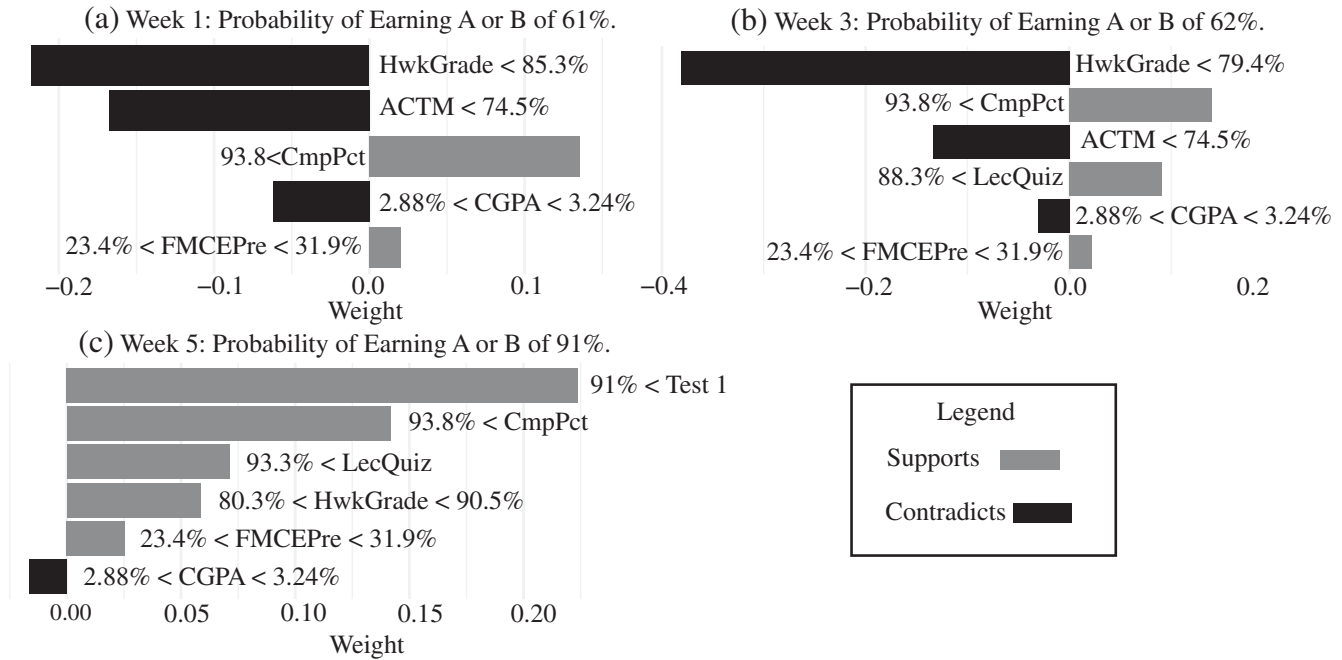 (a) Week 1: Probability of Earning A or B of 61%.
HwkGrade < 85.3%
ACTM < 74.5%
93.8<CmpPct
2.88% < CGPA < 3.24%
23.4% < FMCEPre < 31.9%
−0.2 −0.1 0.0 0.1
Weight
(b) Week 3: Probability of Earning A or B of 62%.
HwkGrade < 79.4%
93.8% < CmpPct
ACTM < 74.5%
88.3% < LecQuiz
2.88% < CGPA < 3.24%
23.4% < FMCEPre < 31.9%
−0.4 −0.2 0.0 0.2
Weight
(c) Week 5: Probability of Earning A or B of 91%.
91% < Test 1
93.8% < CmpPct
93.3% < LecQuiz
80.3% < HwkGrade < 90.5%
23.4% < FMCEPre < 31.9%
2.88% < CGPA < 3.24%
0.00 0.05 0.10 0.15 0.20
Weight
Legend
Supports
Contradicts